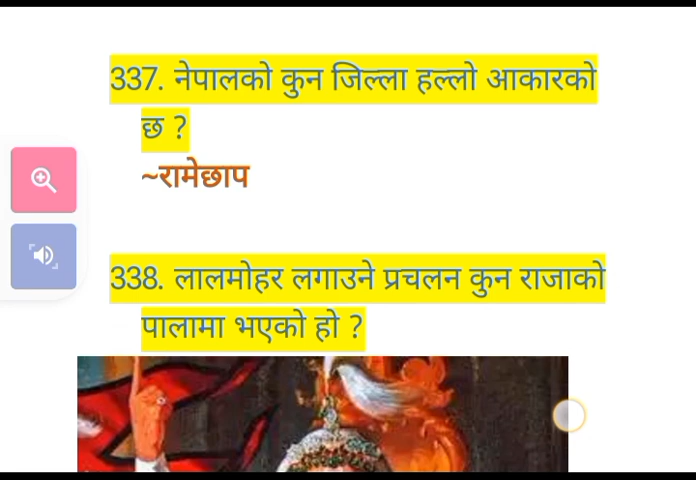 337. नेपालको कुन जिल्ला हल्लो आकारको
छ ?
~रामेछाप
338. लालमोहर लगाउने प्रचलन कुन राजाको
पालामा भएको हो ?